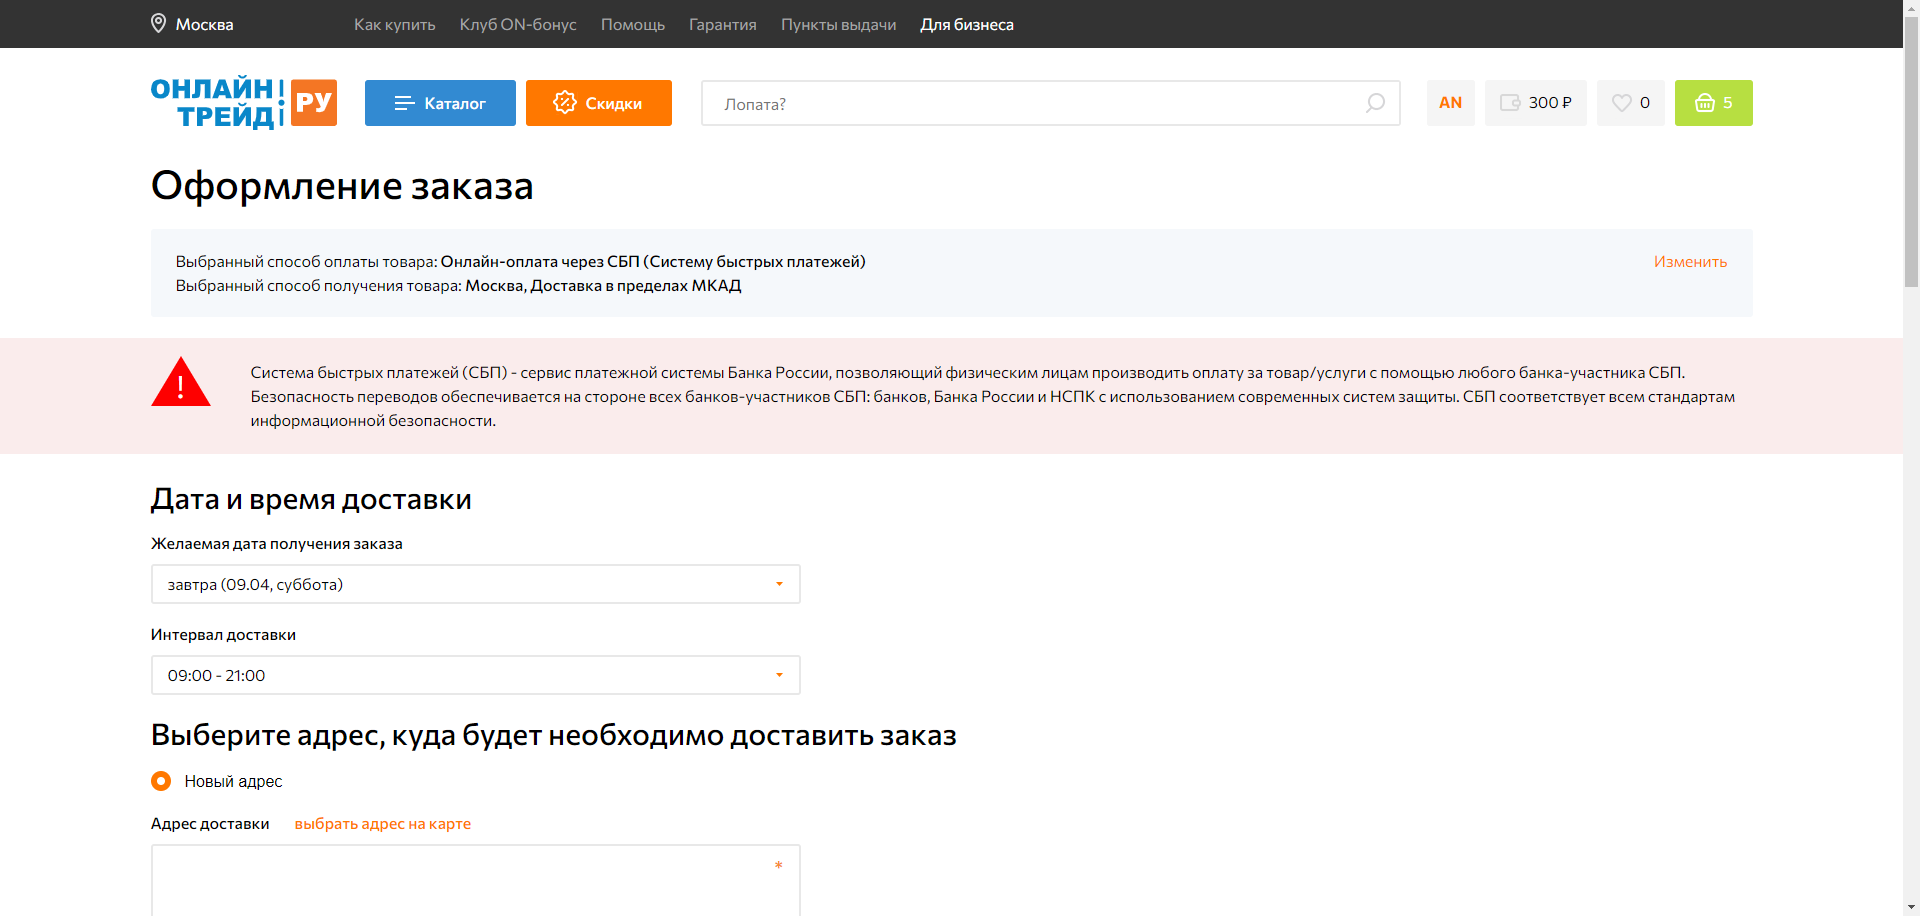 Москва
Как купить
Клуб ON-бонус
Помощь
Гарантия
Пункты выдачи
Для бизнеса
ОНЛАЙН
ТРЕЙД
РУ
Каталог
Скидки
Лопата?
AN
300 ₽
0
5
Оформление заказа
Выбранный способ оплаты товара: Онлайн-оплата через СБП (Систему быстрых платежей)
Изменить
Выбранный способ получения товара: Москва, Доставка в пределах МКАД
Система быстрых платежей (СБП) - сервис платежной системы Банка России, позволяющий физическим лицам производить оплату за товар/услуги с помощью любого банка-участника СБП.
Безопасность переводов обеспечивается на стороне всех банков-участников СБП: банков, Банка России и НСПК с использованием современных систем защиты. СБП соответствует всем стандартам
информационной безопасности.
Дата и время доставки
Желаемая дата получения заказа
завтра (09.04, суббота)
Интервал доставки
09:00 - 21:00
Выберите адрес, куда будет необходимо доставить заказ
Новый адрес
Адрес доставки
выбрать адрес на карте
*